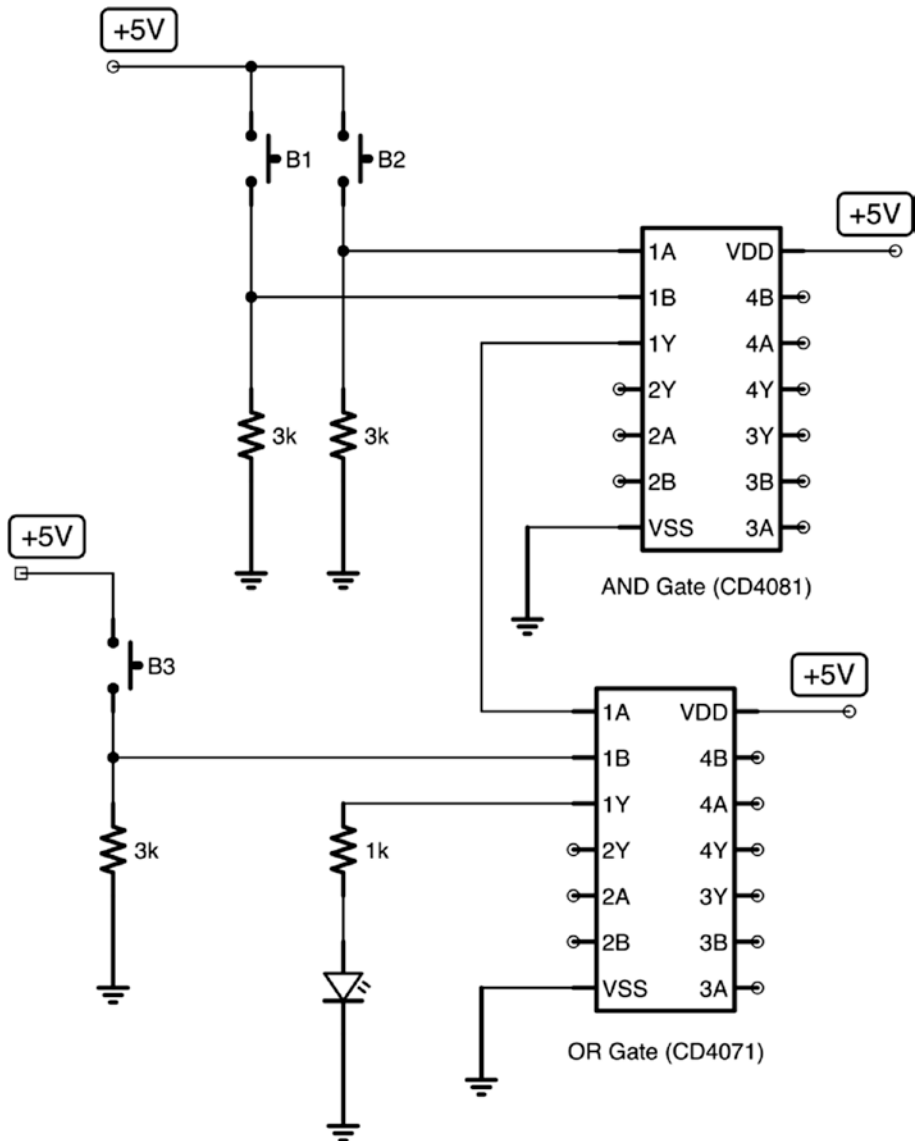 +5V
B1
B2
+5V
1A VDD
1B 4B
1Y 4A
2Y 4Y
3k
3k
2A 3Y
2B 3B
VSS 3A
+5V
AND Gate (CD4081)
B3
+5V
1A VDD
1B 4B
1Y 4A
3k
1k
2Y 4Y
2A 3Y
2B 3B
VSS 3A
OR Gate (CD4071)